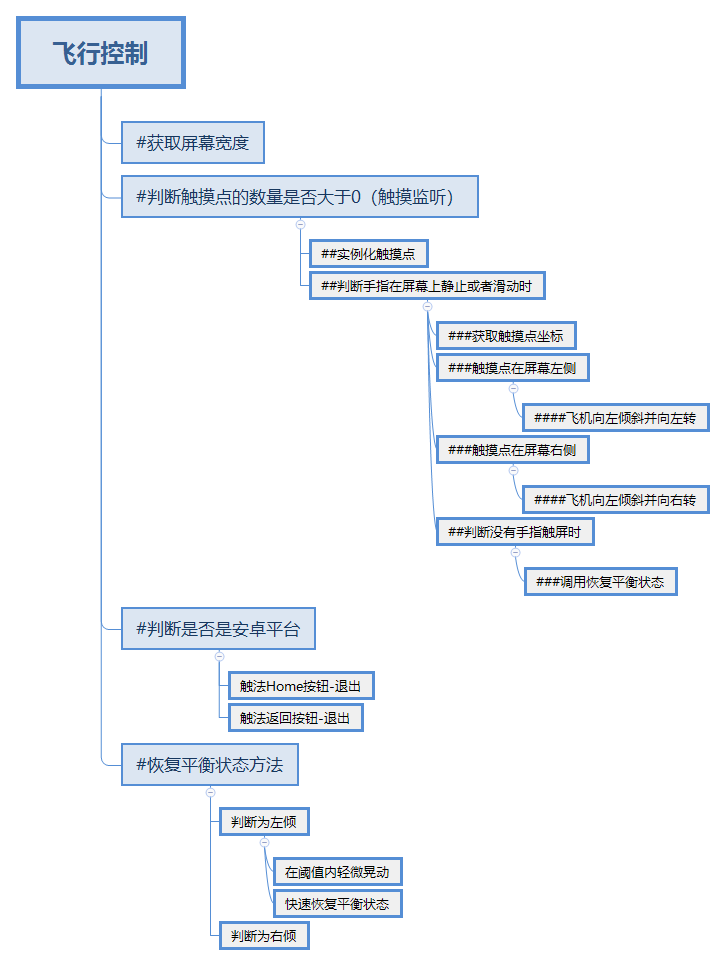 飞行控制
#获取屏幕宽度
#判断触摸点的数量是否大于0（触摸监听）
##实例化触摸点
##判断手指在屏幕上静止或者滑动时
###获取触摸点坐标
###触摸点在屏幕左侧
####飞机向左倾斜并向左转
###触摸点在屏幕右侧
####飞机向左倾斜并向右转
##判断没有手指触屏时
###调用恢复平衡状态
#判断是否是安卓平台
触法Home按钮-退出
触法返回按钮-退出
#恢复平衡状态方法
判断为左倾
在阈值内轻微晃动
快速恢复平衡状态
判断为右倾